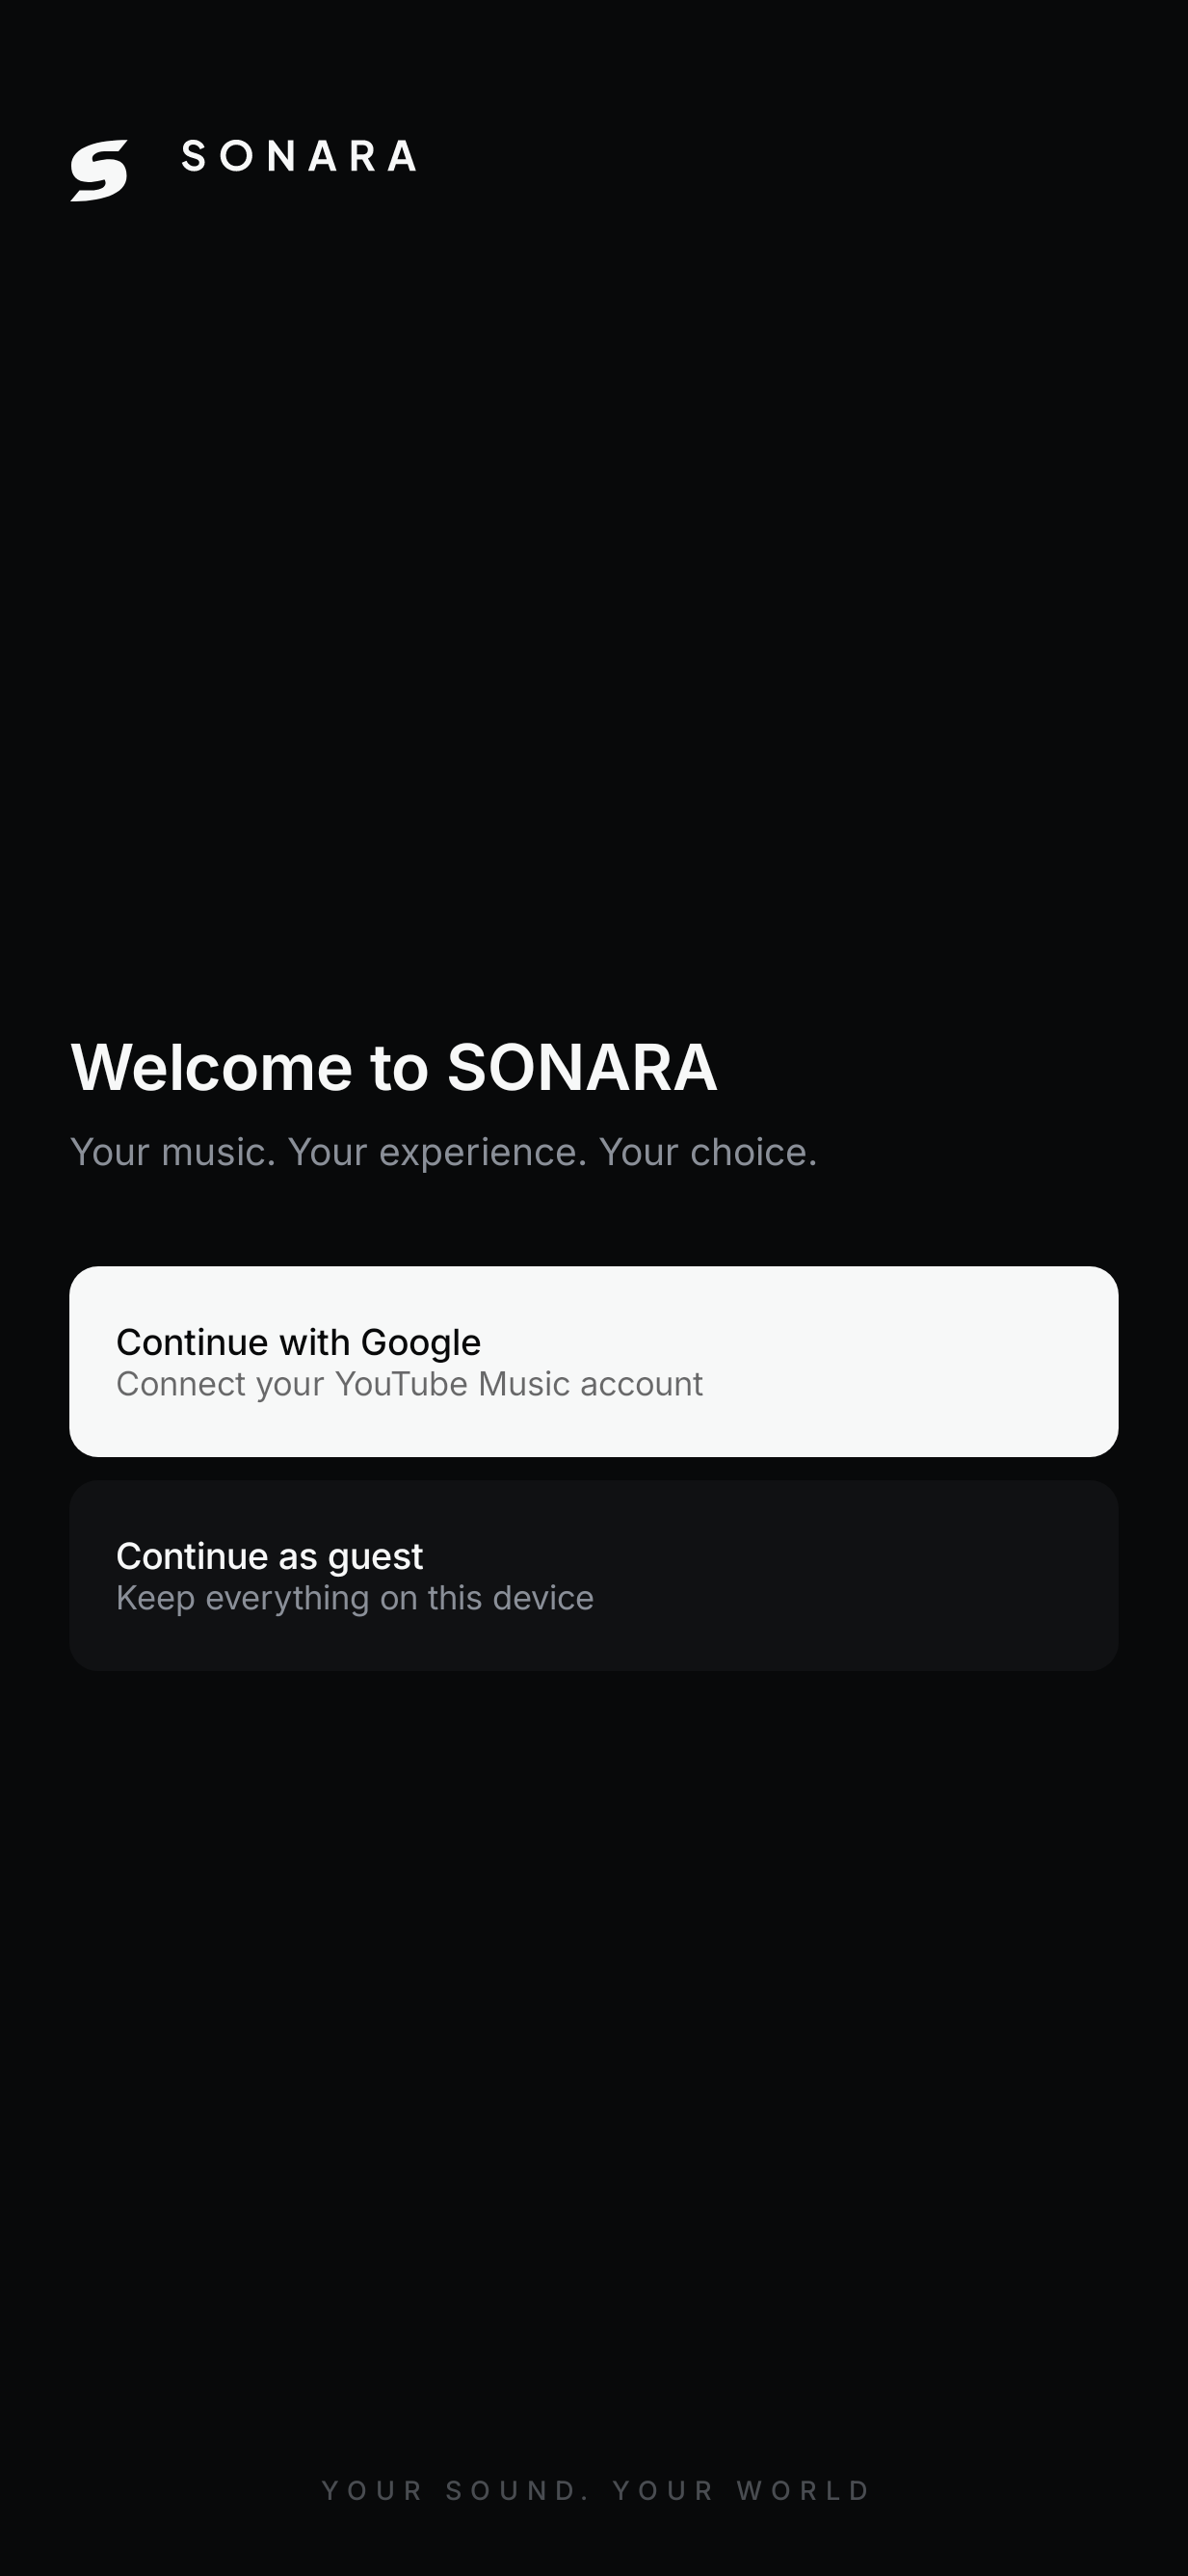 SONARA
Welcome to SONARA
Your music. Your experience. Your choice.
Continue with Google
Connect your YouTube Music account
Continue as guest
Keep everything on this device
YOUR SOUND. YOUR WORLD